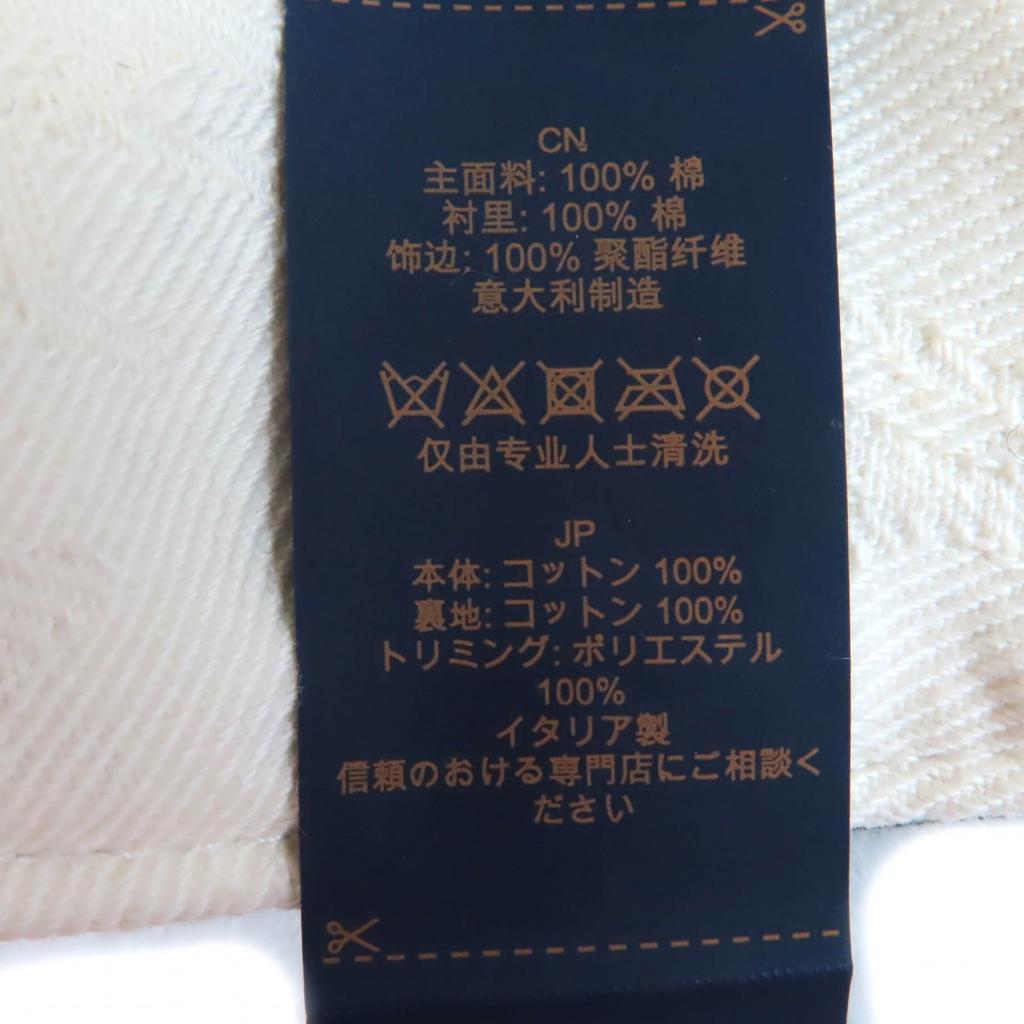 CN
主面料: 100% 棉
衬里: 100% 棉
饰边: 100% 聚酯纤维
意大利制造
仅由专业人士清洗
JP
本体: コットン 100%
裏地: コットン 100%
トリミング: ポリエステル
100%
イタリア製
信頼のおける専門店にご相談く
ださい